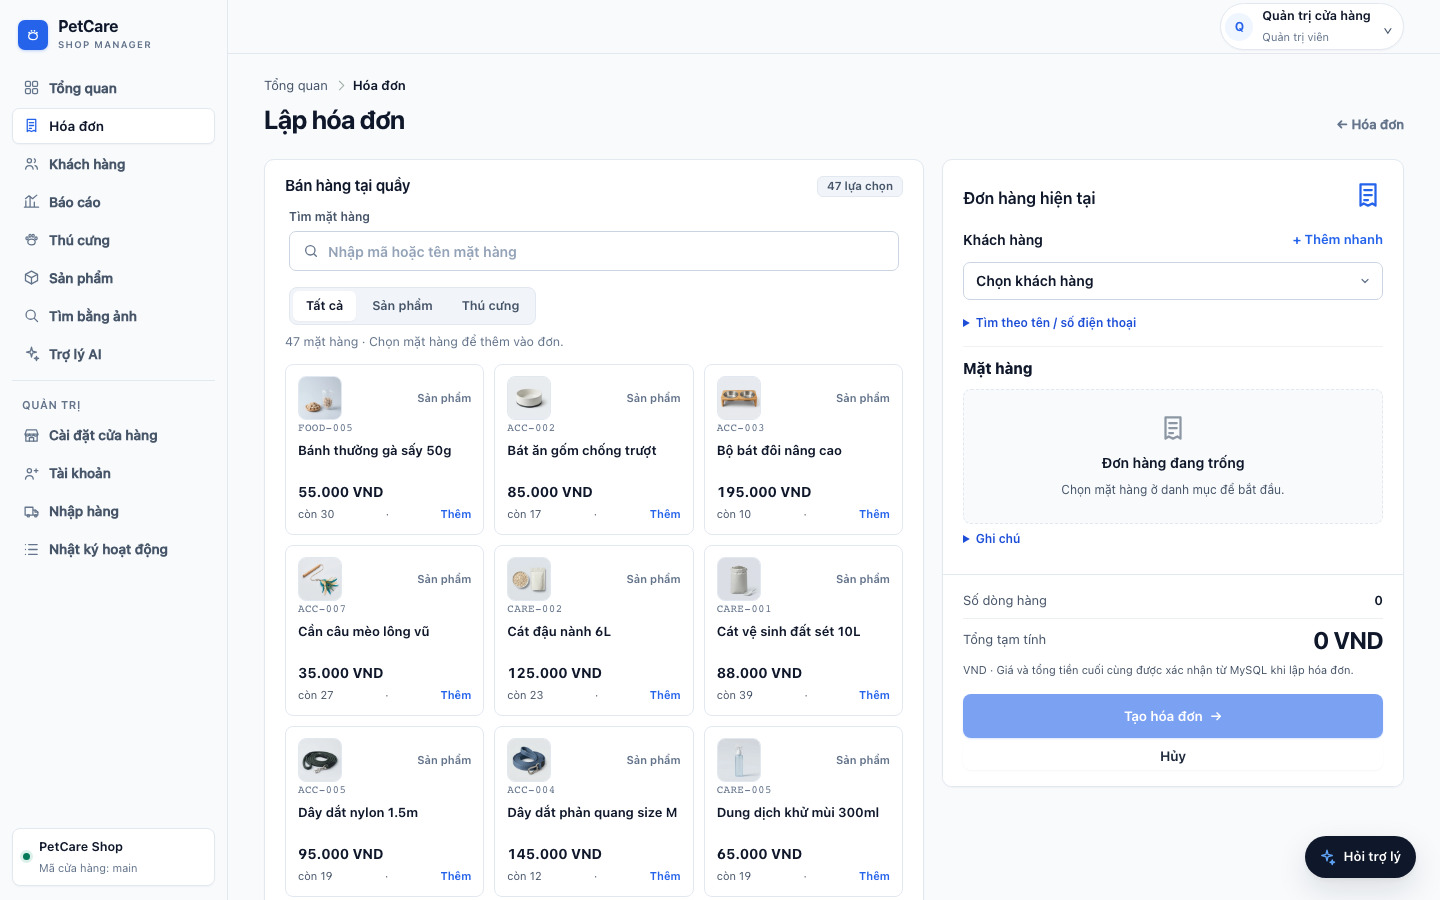 PetCare
SHOP MANAGER
Tổng quan
Hóa đơn
Khách hàng
Báo cáo
Thú cưng
Sản phẩm
Tìm bằng ảnh
Trợ lý AI
QUẢN TRỊ
Cài đặt cửa hàng
Tài khoản
Nhập hàng
Nhật ký hoạt động
PetCare Shop
Mã cửa hàng: main
Q
Quản trị cửa hàng
Quản trị viên
Tổng quan > Hóa đơn
Lập hóa đơn
← Hóa đơn
Bán hàng tại quầy
47 lựa chọn
Tìm mặt hàng
Nhập mã hoặc tên mặt hàng
Tất cả Sản phẩm Thú cưng
47 mặt hàng · Chọn mặt hàng để thêm vào đơn.
Sản phẩm
FOOD-005
Bánh thưởng gà sấy 50g
55.000 VND
còn 30 · Thêm
Sản phẩm
ACC-002
Bát ăn gốm chống trượt
85.000 VND
còn 17 · Thêm
Sản phẩm
ACC-003
Bộ bát đôi nâng cao
195.000 VND
còn 10 · Thêm
Sản phẩm
ACC-007
Cần câu mèo lông vũ
35.000 VND
còn 27 · Thêm
Sản phẩm
CARE-002
Cát đậu nành 6L
125.000 VND
còn 23 · Thêm
Sản phẩm
CARE-001
Cát vệ sinh đất sét 10L
88.000 VND
còn 39 · Thêm
Sản phẩm
ACC-005
Dây dắt nylon 1.5m
95.000 VND
còn 19 · Thêm
Sản phẩm
ACC-004
Dây dắt phản quang size M
145.000 VND
còn 12 · Thêm
Sản phẩm
CARE-005
Dung dịch khử mùi 300ml
65.000 VND
còn 19 · Thêm
Đơn hàng hiện tại
Khách hàng
+ Thêm nhanh
Chọn khách hàng
Tìm theo tên / số điện thoại
Mặt hàng
Đơn hàng đang trống
Chọn mặt hàng ở danh mục để bắt đầu.
Ghi chú
Số dòng hàng 0
Tổng tạm tính 0 VND
VND · Giá và tổng tiền cuối cùng được xác nhận từ MySQL khi lập hóa đơn.
Tạo hóa đơn →
Hủy
Hỏi trợ lý